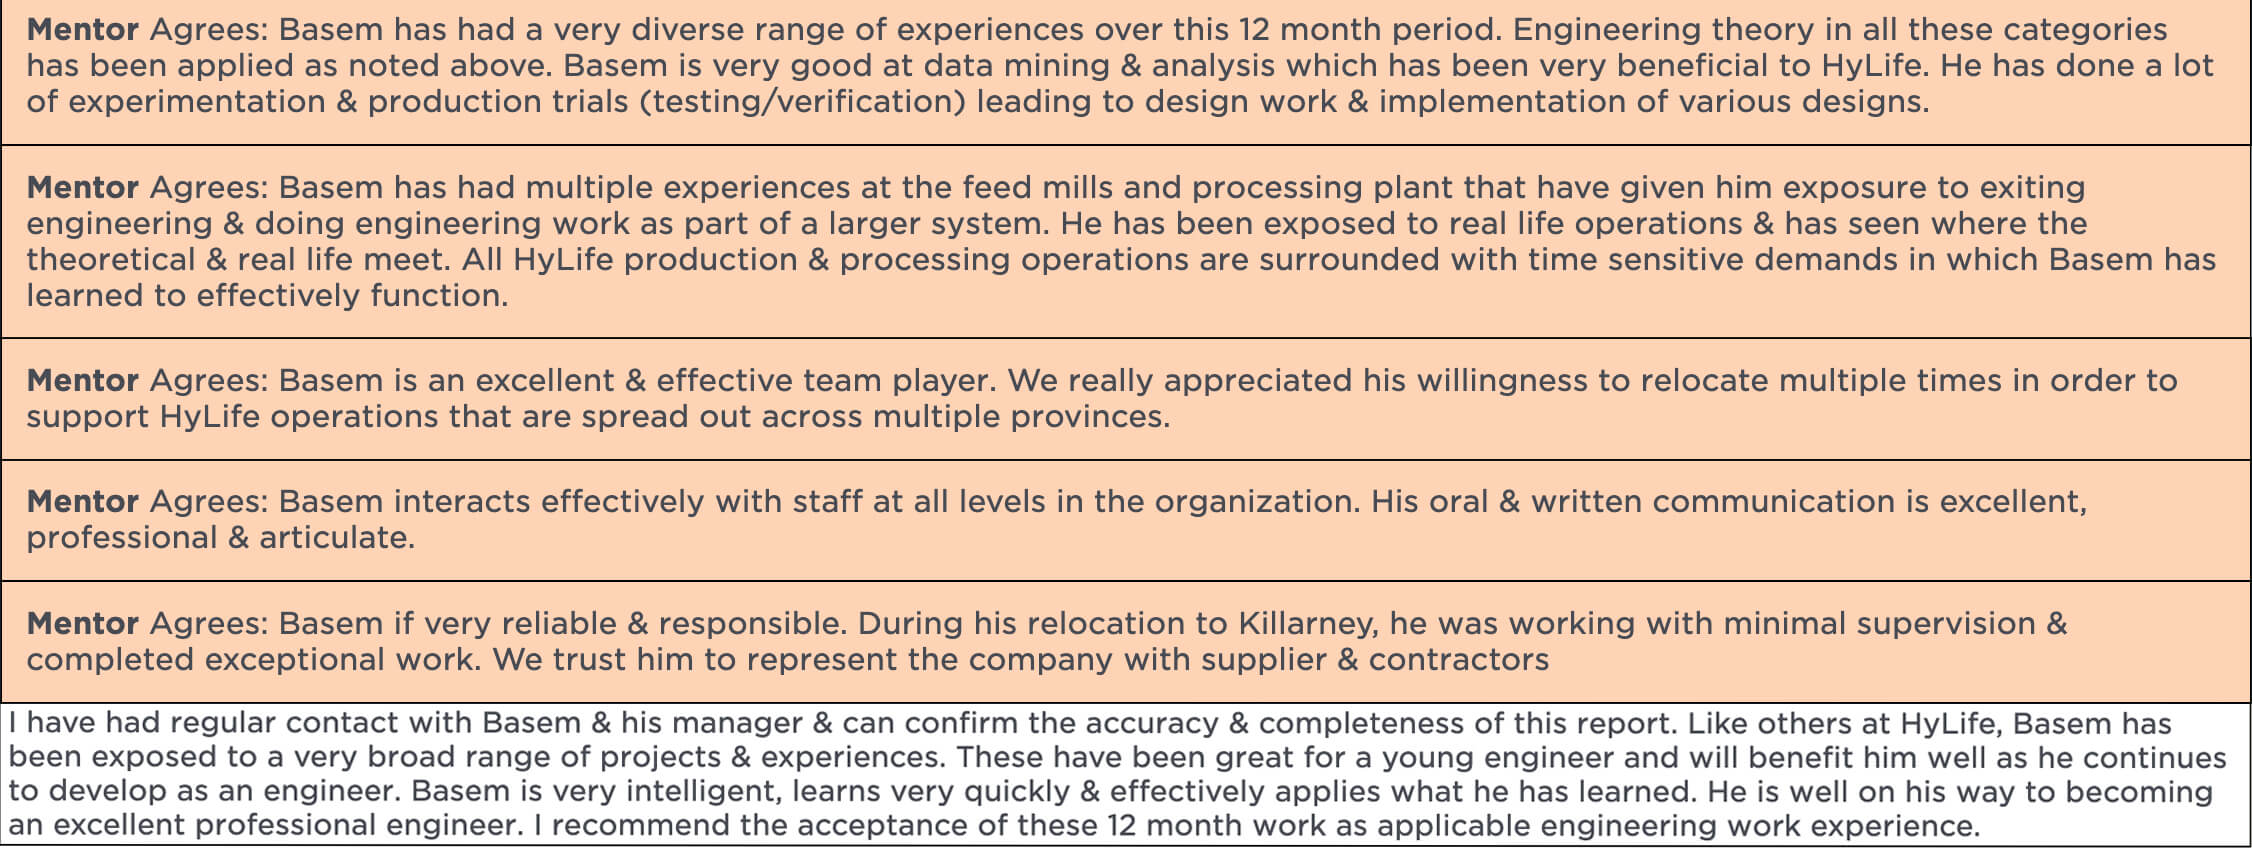 Mentor Agrees: Basem has had a very diverse range of experiences over this 12 month period. Engineering theory in all these categories
has been applied as noted above. Basem is very good at data mining & analysis which has been very beneficial to HyLife. He has done a lot
of experimentation & production trials (testing/verification) leading to design work & implementation of various designs.
Mentor Agrees: Basem has had multiple experiences at the feed mills and processing plant that have given him exposure to exiting
engineering & doing engineering work as part of a larger system. He has been exposed to real life operations & has seen where the
theoretical & real life meet. All HyLife production & processing operations are surrounded with time sensitive demands in which Basem has
learned to effectively function.
Mentor Agrees: Basem is an excellent & effective team player. We really appreciated his willingness to relocate multiple times in order to
support HyLife operations that are spread out across multiple provinces.
Mentor Agrees: Basem interacts effectively with staff at all levels in the organization. His oral & written communication is excellent,
professional & articulate.
Mentor Agrees: Basem if very reliable & responsible. During his relocation to Killarney, he was working with minimal supervision &
completed exceptional work. We trust him to represent the company with supplier & contractors
I have had regular contact with Basem & his manager & can confirm the accuracy & completeness of this report. Like others at HyLife, Basem has
been exposed to a very broad range of projects & experiences. These have been great for a young engineer and will benefit him well as he continues
to develop as an engineer. Basem is very intelligent, learns very quickly & effectively applies what he has learned. He is well on his way to becoming
an excellent professional engineer. I recommend the acceptance of these 12 month work as applicable engineering work experience.